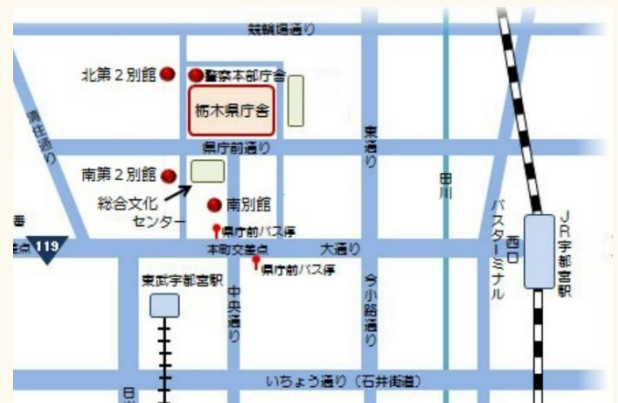 競輪場通り
北第2別館
警察本部庁舎
栃木県庁舎
清住通り
県庁前通り
東通り
南第2別館
総合文化
センター
南別館
田川
番
県庁前バス停
点
119
本町交差点
大通り
県庁前バス停
西口
バスターミナル
JR宇都宮駅
東武宇都宮駅
中央通り
今小路通り
いちょう通り（石井街道）
日